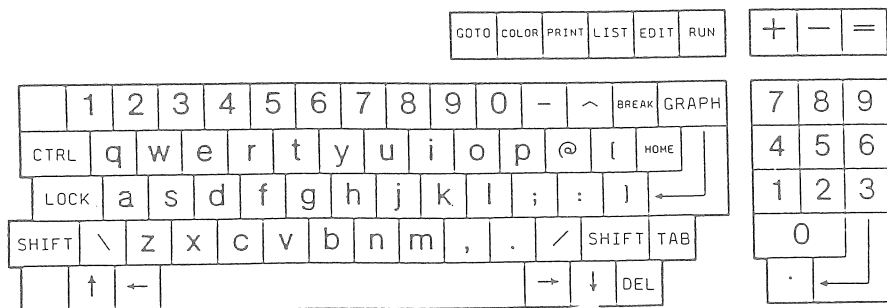 GOTO COLOR PRINT LIST EDIT RUN + − =
1 2 3 4 5 6 7 8 9 0 − ^ BREAK GRAPH 7 8 9
CTRL q w e r t y u i o p @ [ HOME 4 5 6
LOCK a s d f g h j k l ; : ] ← 1 2 3
SHIFT \ z x c v b n m , . / SHIFT TAB 0
↑ ← → ↓ DEL . ←